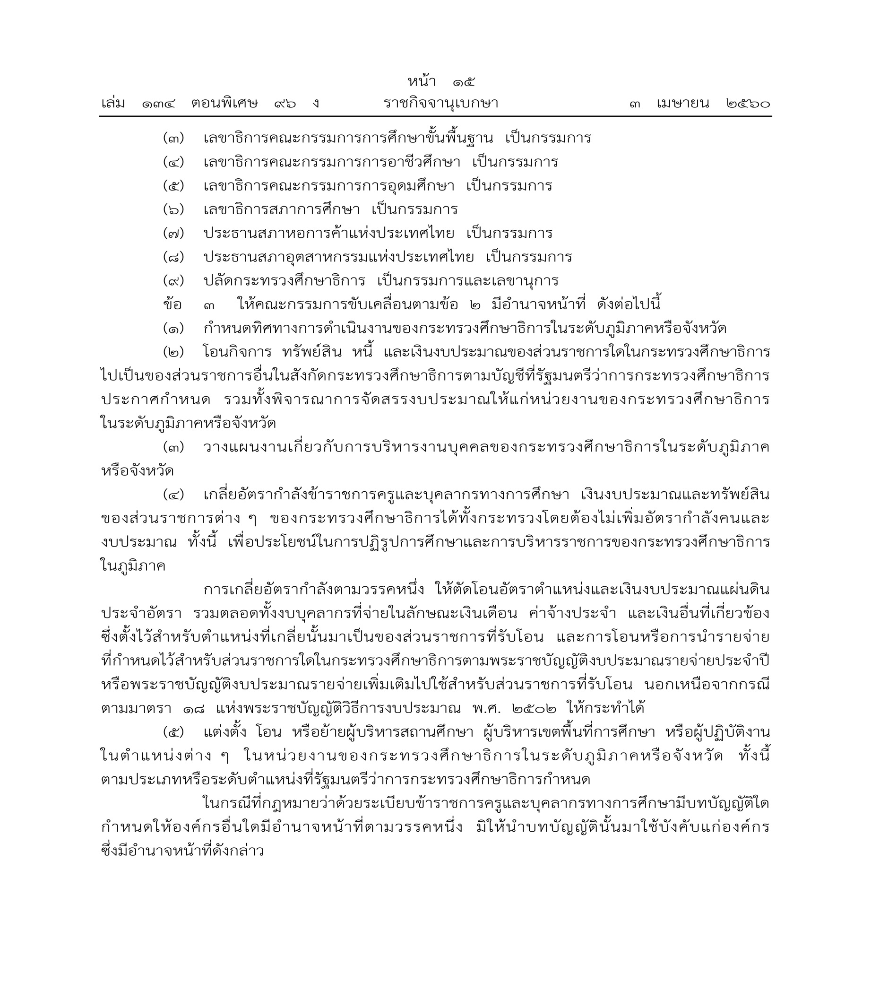 หน้า ๑๕
เล่ม ๑๓๔ ตอนพิเศษ ๙๖ ง ราชกิจจานุเบกษา ๓ เมษายน ๒๕๖๐
(๓) เลขาธิการคณะกรรมการการศึกษาขั้นพื้นฐาน เป็นกรรมการ
(๔) เลขาธิการคณะกรรมการการอาชีวศึกษา เป็นกรรมการ
(๕) เลขาธิการคณะกรรมการการอุดมศึกษา เป็นกรรมการ
(๖) เลขาธิการสภาการศึกษา เป็นกรรมการ
(๗) ประธานสภาหอการค้าแห่งประเทศไทย เป็นกรรมการ
(๘) ประธานสภาอุตสาหกรรมแห่งประเทศไทย เป็นกรรมการ
(๙) ปลัดกระทรวงศึกษาธิการ เป็นกรรมการและเลขานุการ
ข้อ ๓ ให้คณะกรรมการขับเคลื่อนตามข้อ ๒ มีอำนาจหน้าที่ ดังต่อไปนี้
(๑) กำหนดทิศทางการดำเนินงานของกระทรวงศึกษาธิการในระดับภูมิภาคหรือจังหวัด
(๒) โอนกิจการ ทรัพย์สิน หนี้ และเงินงบประมาณของส่วนราชการใดในกระทรวงศึกษาธิการ
ไปเป็นของส่วนราชการอื่นในสังกัดกระทรวงศึกษาธิการตามบัญชีที่รัฐมนตรีว่าการกระทรวงศึกษาธิการ
ประกาศกำหนด รวมทั้งพิจารณาการจัดสรรงบประมาณให้แก่หน่วยงานของกระทรวงศึกษาธิการ
ในระดับภูมิภาคหรือจังหวัด
(๓) วางแผนงานเกี่ยวกับการบริหารงานบุคคลของกระทรวงศึกษาธิการในระดับภูมิภาค
หรือจังหวัด
(๔) เกลี่ยอัตรากำลังข้าราชการครูและบุคลากรทางการศึกษา เงินงบประมาณและทรัพย์สิน
ของส่วนราชการต่าง ๆ ของกระทรวงศึกษาธิการได้ทั้งกระทรวงโดยต้องไม่เพิ่มอัตรากำลังคนและ
งบประมาณ ทั้งนี้ เพื่อประโยชน์ในการปฏิรูปการศึกษาและการบริหารราชการของกระทรวงศึกษาธิการ
ในภูมิภาค
การเกลี่ยอัตรากำลังตามวรรคหนึ่ง ให้ตัดโอนอัตราตำแหน่งและเงินงบประมาณแผ่นดิน
ประจำอัตรา รวมตลอดทั้งงบบุคลากรที่จ่ายในลักษณะเงินเดือน ค่าจ้างประจำ และเงินอื่นที่เกี่ยวข้อง
ซึ่งตั้งไว้สำหรับตำแหน่งที่เกลี่ยนั้นมาเป็นของส่วนราชการที่รับโอน และการโอนหรือการนำรายจ่าย
ที่กำหนดไว้สำหรับส่วนราชการใดในกระทรวงศึกษาธิการตามพระราชบัญญัติงบประมาณรายจ่ายประจำปี
หรือพระราชบัญญัติงบประมาณรายจ่ายเพิ่มเติมไปใช้สำหรับส่วนราชการที่รับโอน นอกเหนือจากกรณี
ตามมาตรา ๑๘ แห่งพระราชบัญญัติวิธีการงบประมาณ พ.ศ. ๒๕๐๒ ให้กระทำได้
(๕) แต่งตั้ง โอน หรือย้ายผู้บริหารสถานศึกษา ผู้บริหารเขตพื้นที่การศึกษา หรือผู้ปฏิบัติงาน
ในตำแหน่งต่าง ๆ ในหน่วยงานของกระทรวงศึกษาธิการในระดับภูมิภาคหรือจังหวัด ทั้งนี้
ตามประเภทหรือระดับตำแหน่งที่รัฐมนตรีว่าการกระทรวงศึกษาธิการกำหนด
ในกรณีที่กฎหมายว่าด้วยระเบียบข้าราชการครูและบุคลากรทางการศึกษามีบทบัญญัติใด
กำหนดให้องค์กรอื่นใดมีอำนาจหน้าที่ตามวรรคหนึ่ง มิให้นำบทบัญญัตินั้นมาใช้บังคับแก่องค์กร
ซึ่งมีอำนาจหน้าที่ดังกล่าว